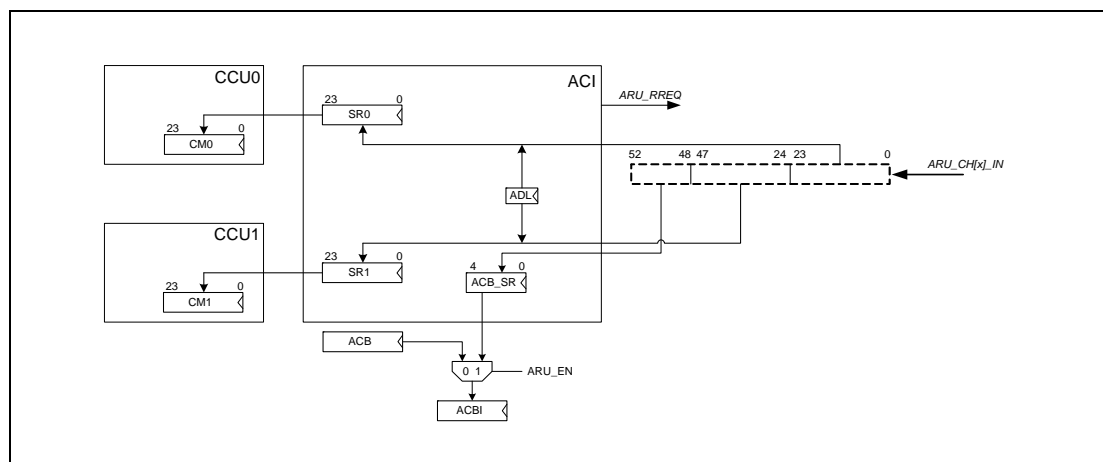 CCU0
ACI
23 0
CM0
23 0
SR0
ARU_RREQ
52 48 47 24 23 0
ARU_CH[x]_IN
ADL
CCU1
23 0
CM1
23 0
SR1
4 0
ACB_SR
ACB
0 1
ARU_EN
ACBI